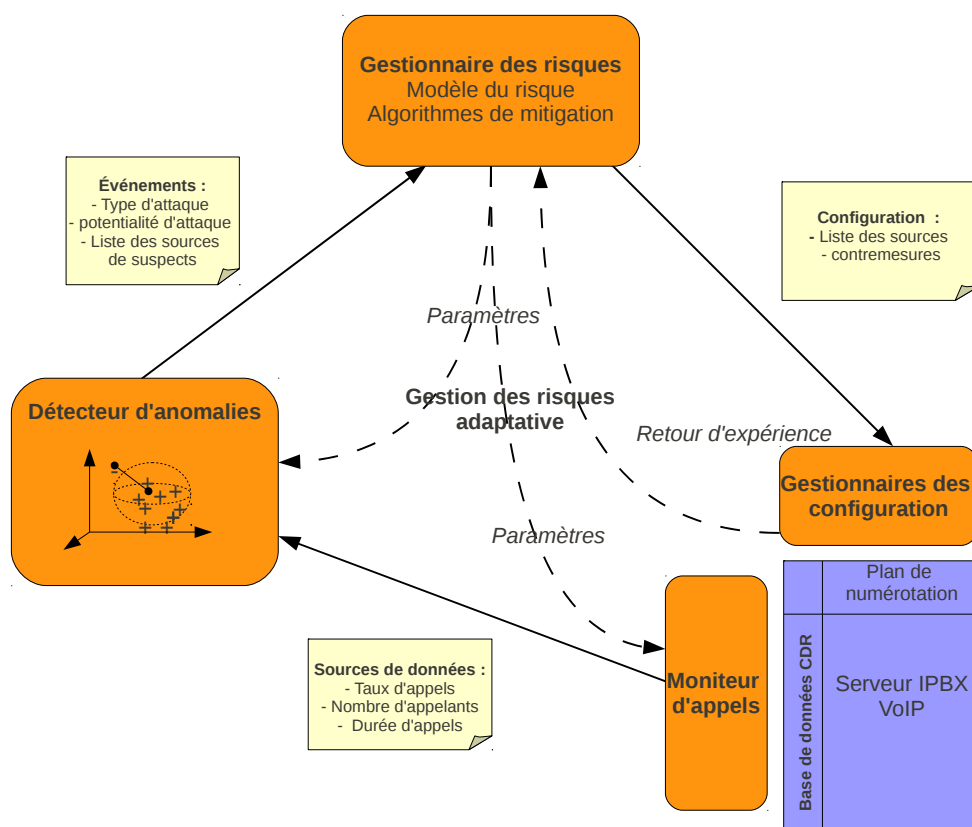 Gestionnaire des risques
Modèle du risque
Algorithmes de mitigation
Événements :
- Type d'attaque
- potentialité d'attaque
- Liste des sources
de suspects
Configuration :
- Liste des sources
- contremesures
Paramètres
Détecteur d'anomalies
Gestion des risques
adaptative
Retour d'expérience
Gestionnaires des
configuration
Paramètres
Plan de
numérotation
Sources de données :
- Taux d'appels
- Nombre d'appelants
- Durée d'appels
Moniteur
d'appels
Base de données CDR
Serveur IPBX
VoIP